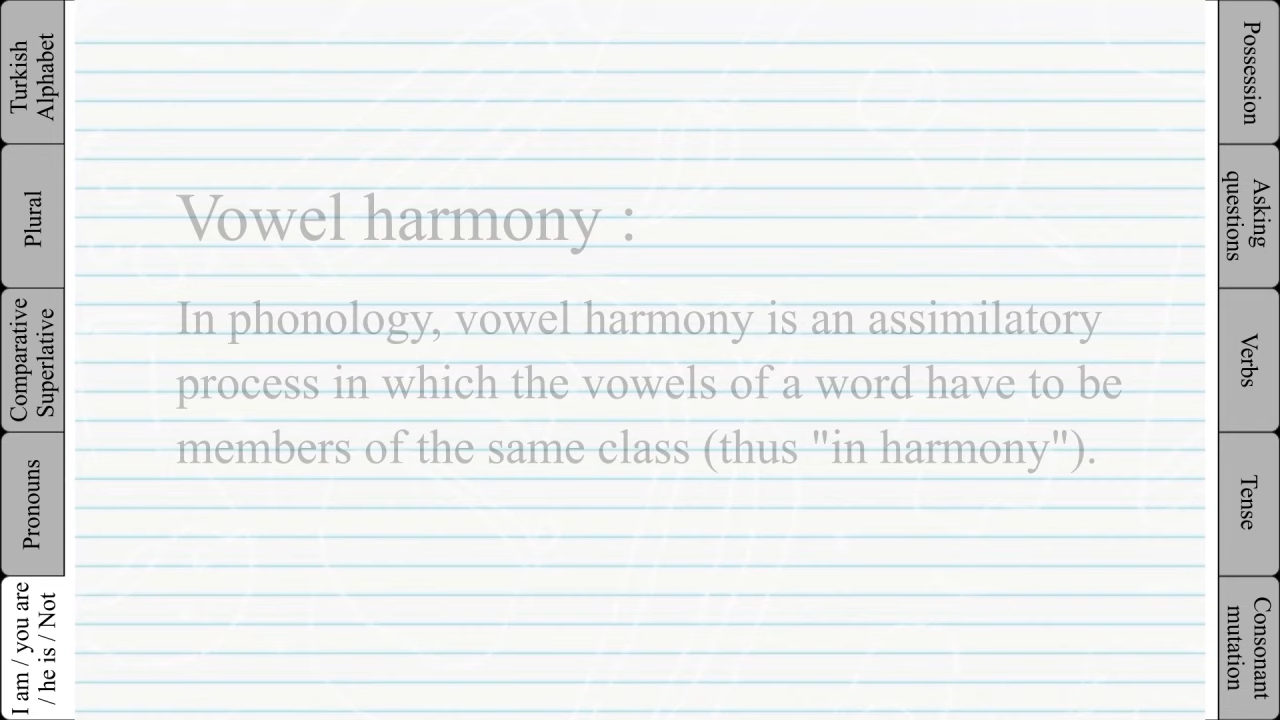 Turkish
Alphabet
Plural
Comparative
Superlative
Pronouns
I am / you are
/ he is / Not
Vowel harmony :
In phonology, vowel harmony is an assimilatory
process in which the vowels of a word have to be
members of the same class (thus "in harmony").
Possession
Asking
questions
Verbs
Tense
Consonant
mutation